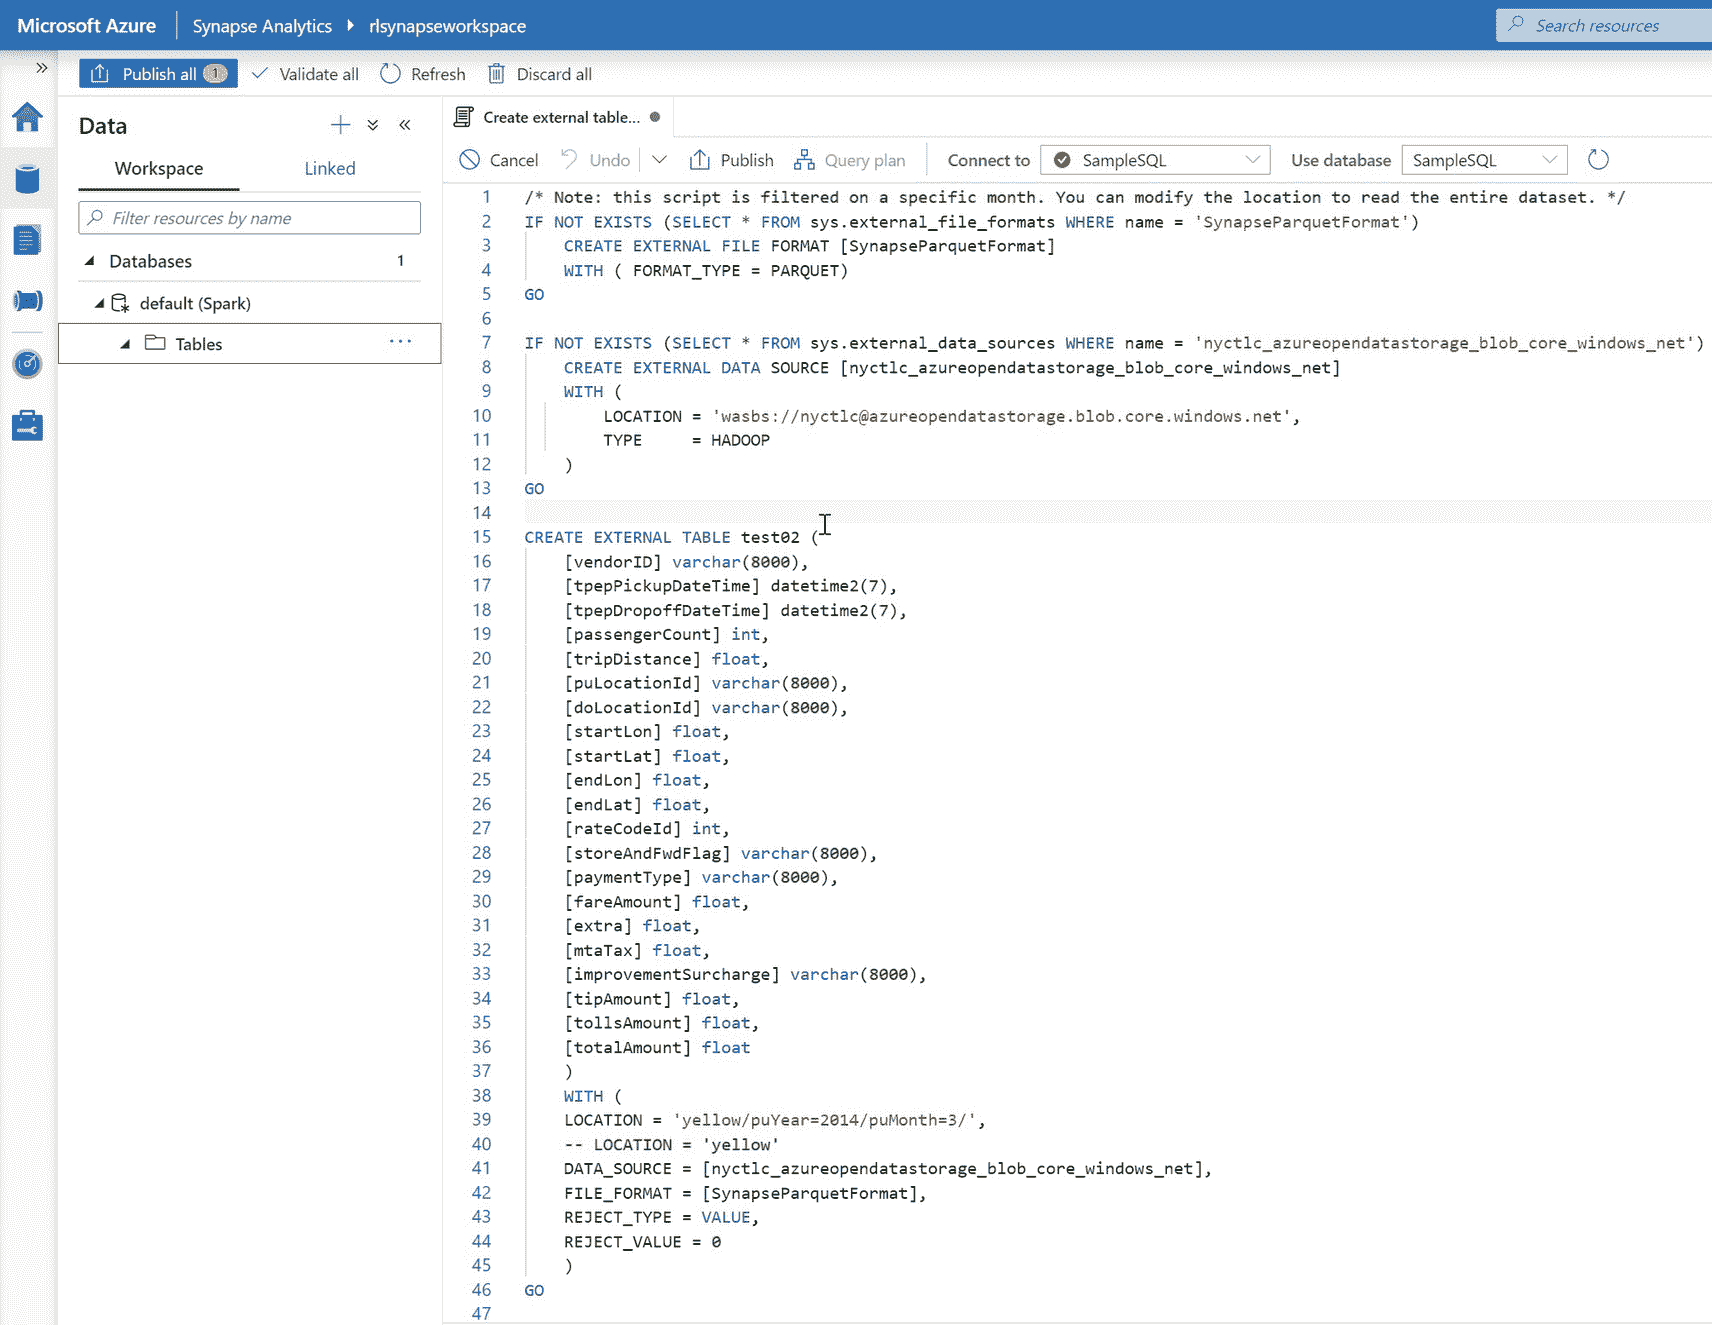 Microsoft Azure Synapse Analytics rlsynapseworkspace Search resources
Publish all 1 Validate all Refresh Discard all
Data
Workspace Linked
Filter resources by name
Databases 1
default (Spark)
Tables ...
Create external table...
Cancel Undo Publish Query plan Connect to SampleSQL Use database SampleSQL
1 /* Note: this script is filtered on a specific month. You can modify the location to read the entire dataset. */
2 IF NOT EXISTS (SELECT * FROM sys.external_file_formats WHERE name = 'SynapseParquetFormat')
3 CREATE EXTERNAL FILE FORMAT [SynapseParquetFormat]
4 WITH ( FORMAT_TYPE = PARQUET)
5 GO
6
7 IF NOT EXISTS (SELECT * FROM sys.external_data_sources WHERE name = 'nyctlc_azureopendatastorage_blob_core_windows_net')
8 CREATE EXTERNAL DATA SOURCE [nyctlc_azureopendatastorage_blob_core_windows_net]
9 WITH (
10 LOCATION = 'wasbs://nyctlc@azureopendatastorage.blob.core.windows.net',
11 TYPE = HADOOP
12 )
13 GO
14
15 CREATE EXTERNAL TABLE test02 (
16 [vendorID] varchar(8000),
17 [tpepPickupDateTime] datetime2(7),
18 [tpepDropoffDateTime] datetime2(7),
19 [passengerCount] int,
20 [tripDistance] float,
21 [puLocationId] varchar(8000),
22 [doLocationId] varchar(8000),
23 [startLon] float,
24 [startLat] float,
25 [endLon] float,
26 [endLat] float,
27 [rateCodeId] int,
28 [storeAndFwdFlag] varchar(8000),
29 [paymentType] varchar(8000),
30 [fareAmount] float,
31 [extra] float,
32 [mtaTax] float,
33 [improvementSurcharge] varchar(8000),
34 [tipAmount] float,
35 [tollsAmount] float,
36 [totalAmount] float
37 )
38 WITH (
39 LOCATION = 'yellow/puYear=2014/puMonth=3/',
40 -- LOCATION = 'yellow'
41 DATA_SOURCE = [nyctlc_azureopendatastorage_blob_core_windows_net],
42 FILE_FORMAT = [SynapseParquetFormat],
43 REJECT_TYPE = VALUE,
44 REJECT_VALUE = 0
45 )
46 GO
47